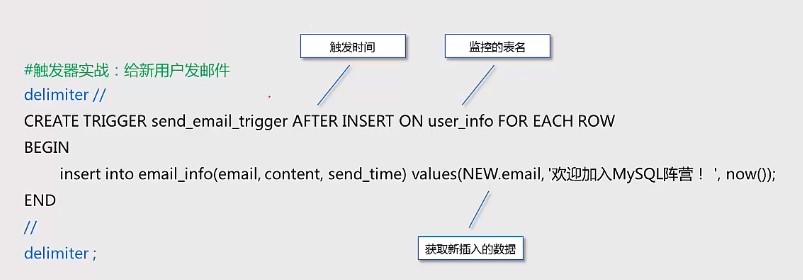 触发时间
监控的表名
#触发器实战：给新用户发邮件
delimiter //
CREATE TRIGGER send_email_trigger AFTER INSERT ON user_info FOR EACH ROW
BEGIN
insert into email_info(email, content, send_time) values(NEW.email, '欢迎加入MySQL阵营！ ', now());
END
//
delimiter ;
获取新插入的数据